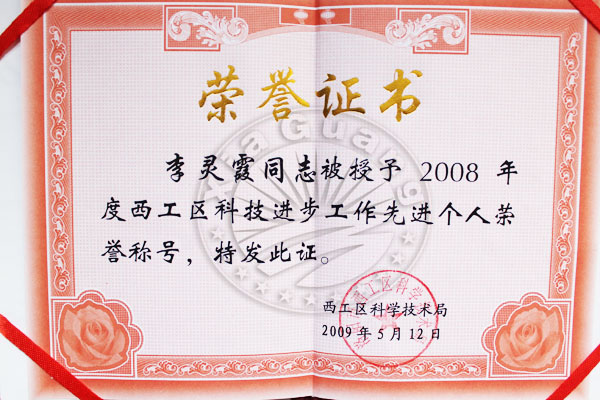 荣誉证书
李灵霞同志被授予 2008 年
度西工区科技进步工作先进个人荣
誉称号，特发此证。
西工区科学技术局
2009 年 5 月 12 日
Guang